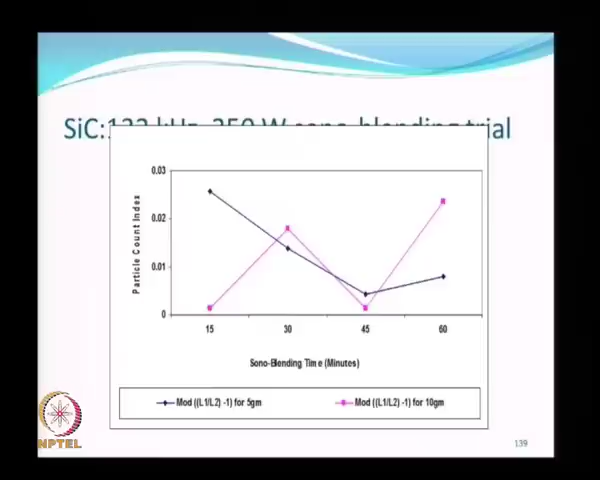 SiC:132 kHz, 250 W sono-blending trial
0.03
0.02
0.01
0
Particle Count Index
15 30 45 60
Sono-Blending Time (Minutes)
Mod ((L1/L2) -1) for 5gm Mod ((L1/L2) -1) for 10gm
NPTEL
139